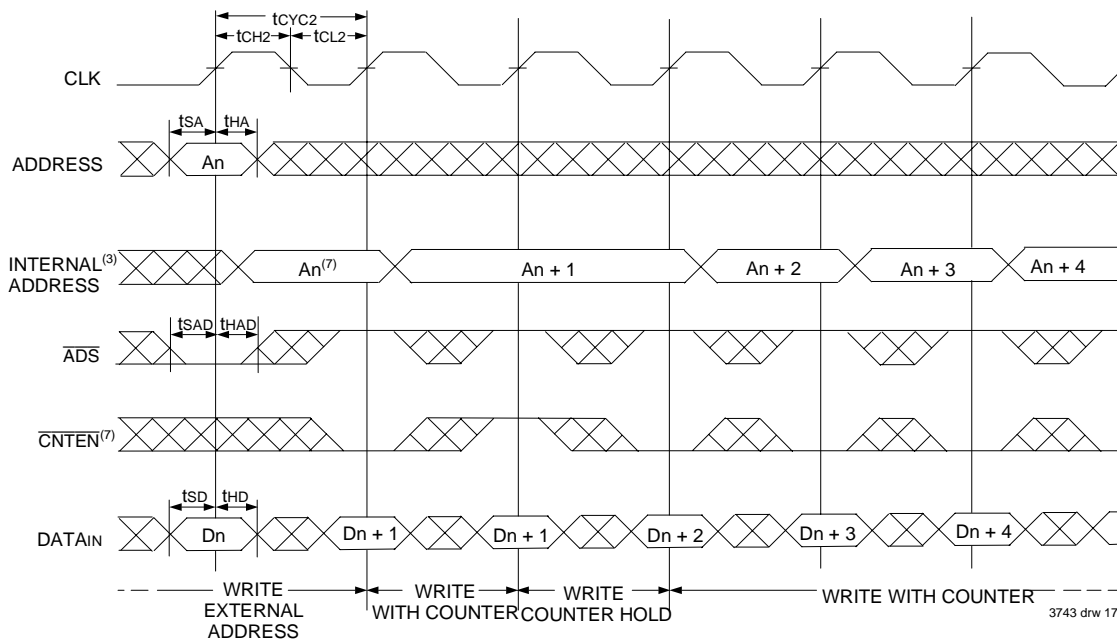 tCYC2
tCH2 tCL2
CLK
tSA tHA
ADDRESS An
INTERNAL(3)
ADDRESS
An(7) An + 1 An + 2 An + 3 An + 4
tSAD tHAD
ADS
CNTEN(7)
tSD tHD
DATAIN Dn Dn + 1 Dn + 1 Dn + 2 Dn + 3 Dn + 4
WRITE
EXTERNAL
ADDRESS
WRITE
WITH COUNTER
WRITE
COUNTER HOLD
WRITE WITH COUNTER
3743 drw 17